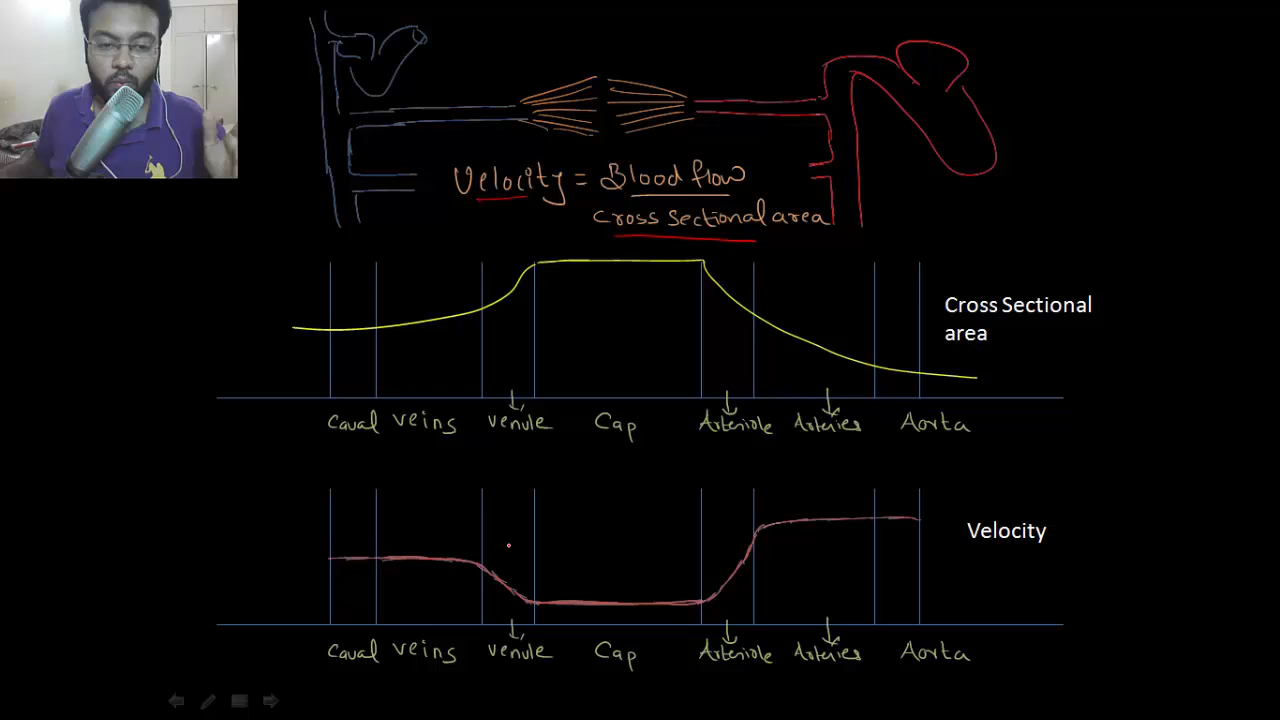 Velocity = Blood flow
Cross Sectional area
Cross Sectional
area
Caval Veins Venule Cap Arteriole Arteries Aorta
Velocity
Caval Veins Venule Cap Arteriole Arteries Aorta